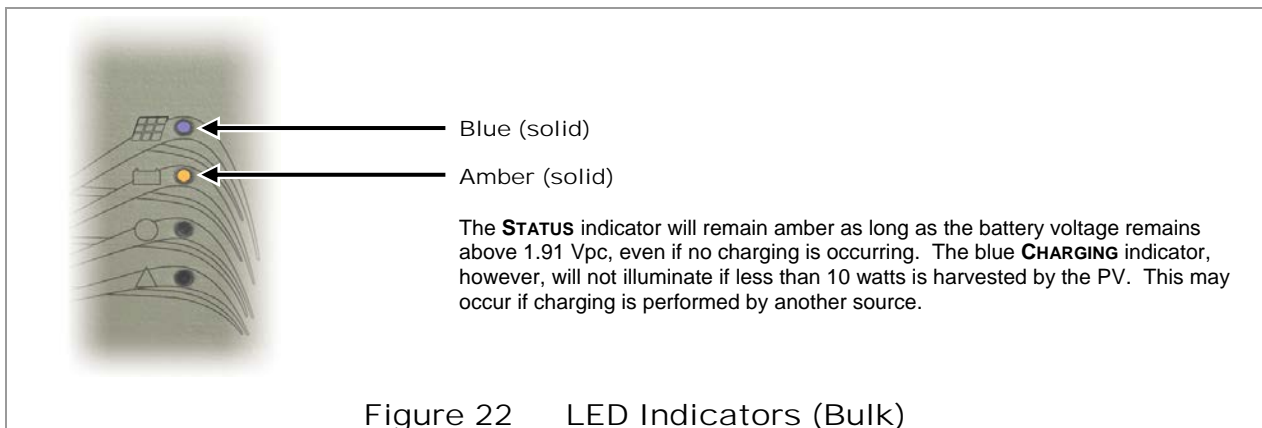 Blue (solid)
Amber (solid)
The STATUS indicator will remain amber as long as the battery voltage remains
above 1.91 Vpc, even if no charging is occurring.  The blue CHARGING indicator,
however, will not illuminate if less than 10 watts is harvested by the PV.  This may
occur if charging is performed by another source.
Figure 22    LED Indicators (Bulk)